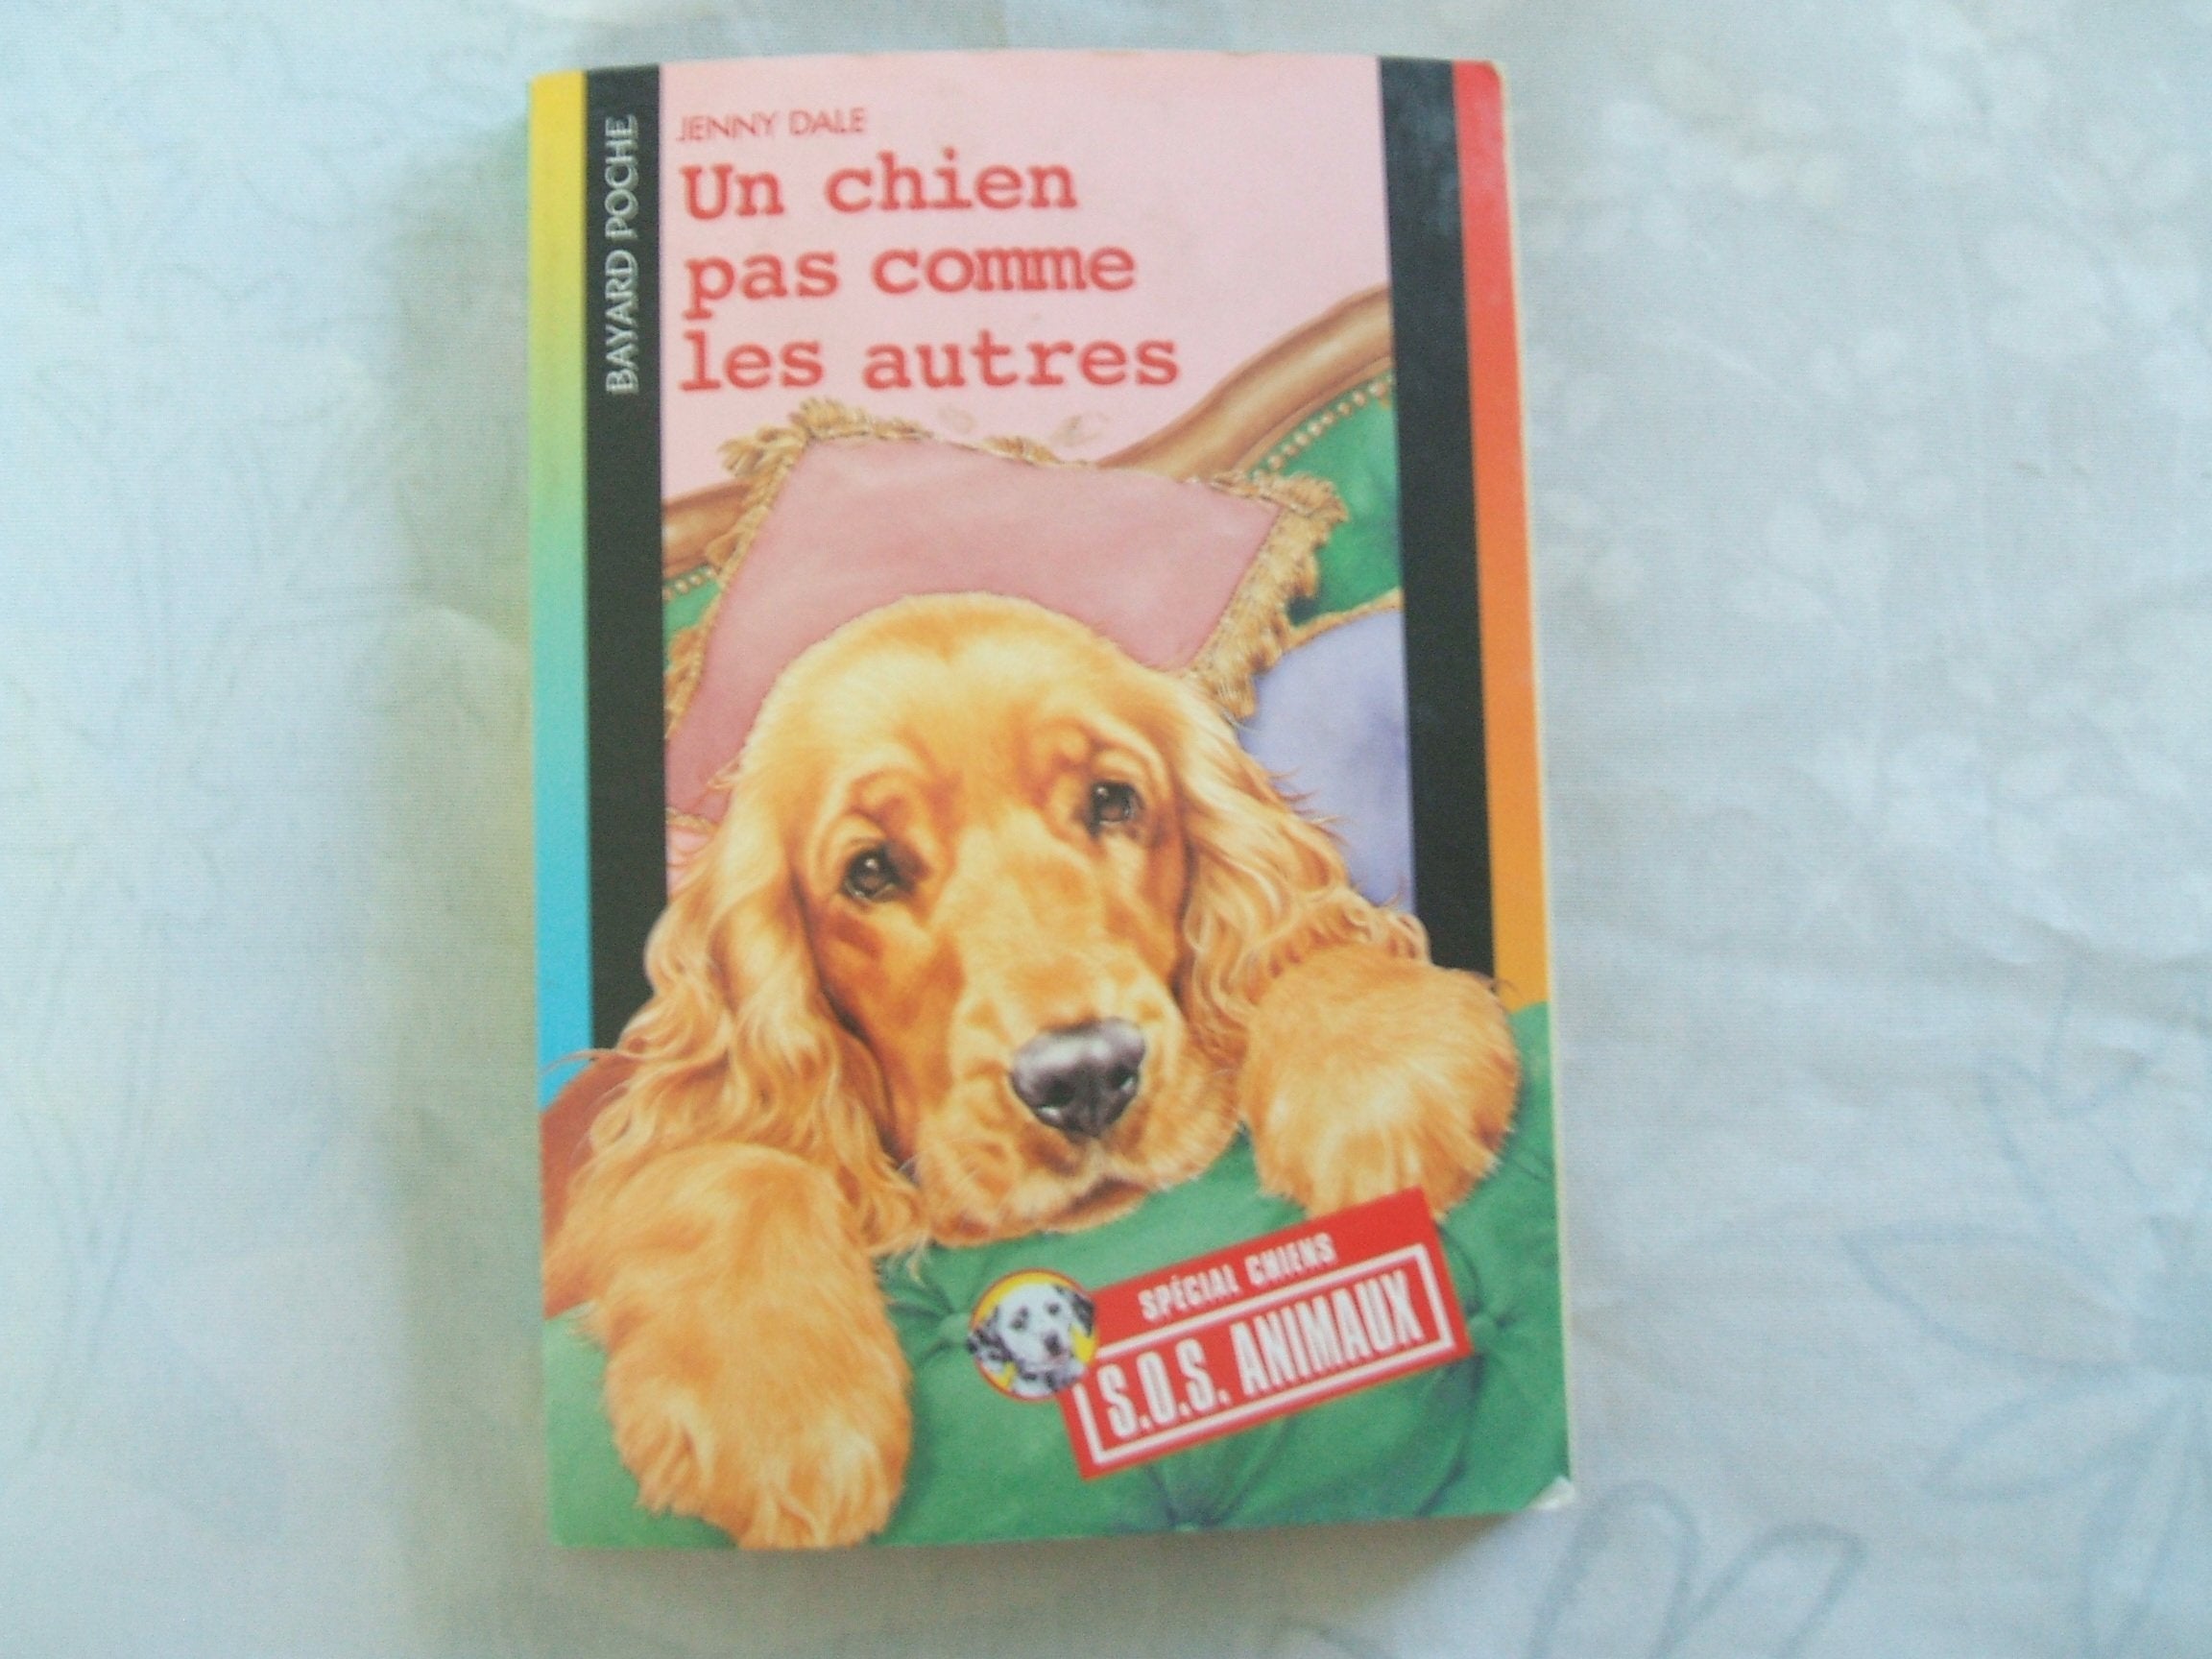 BAYARD POCHE
JENNY DALE
Un chien
pas comme
les autres
SPÉCIAL CHIENS
S.O.S. ANIMAUX